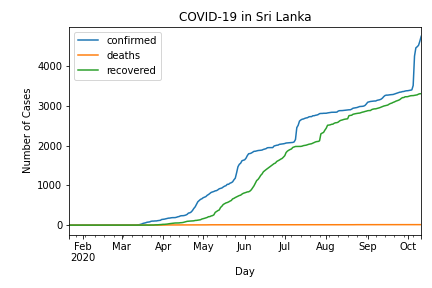 COVID-19 in Sri Lanka
confirmed
deaths
recovered
Number of Cases
4000
3000
2000
1000
0
Feb Mar Apr May Jun Jul Aug Sep Oct
2020
Day